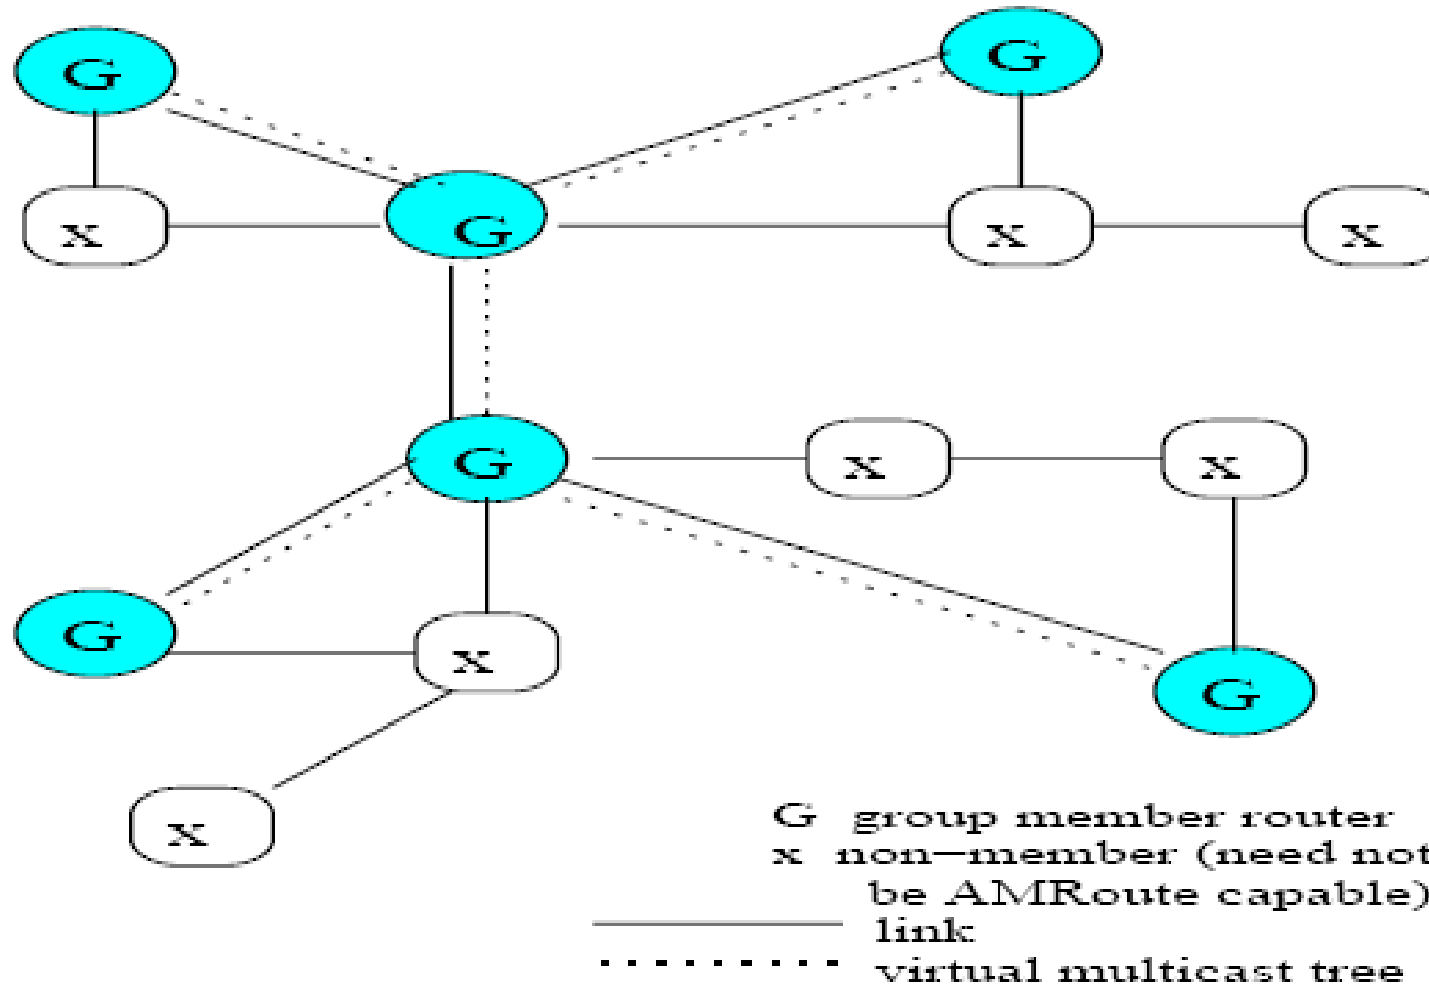 G
G
x
G
x
x
G
x
x
G
x
G
x
G group member router
x non-member (need not
be AMRoute capable)
link
virtual multicast tree